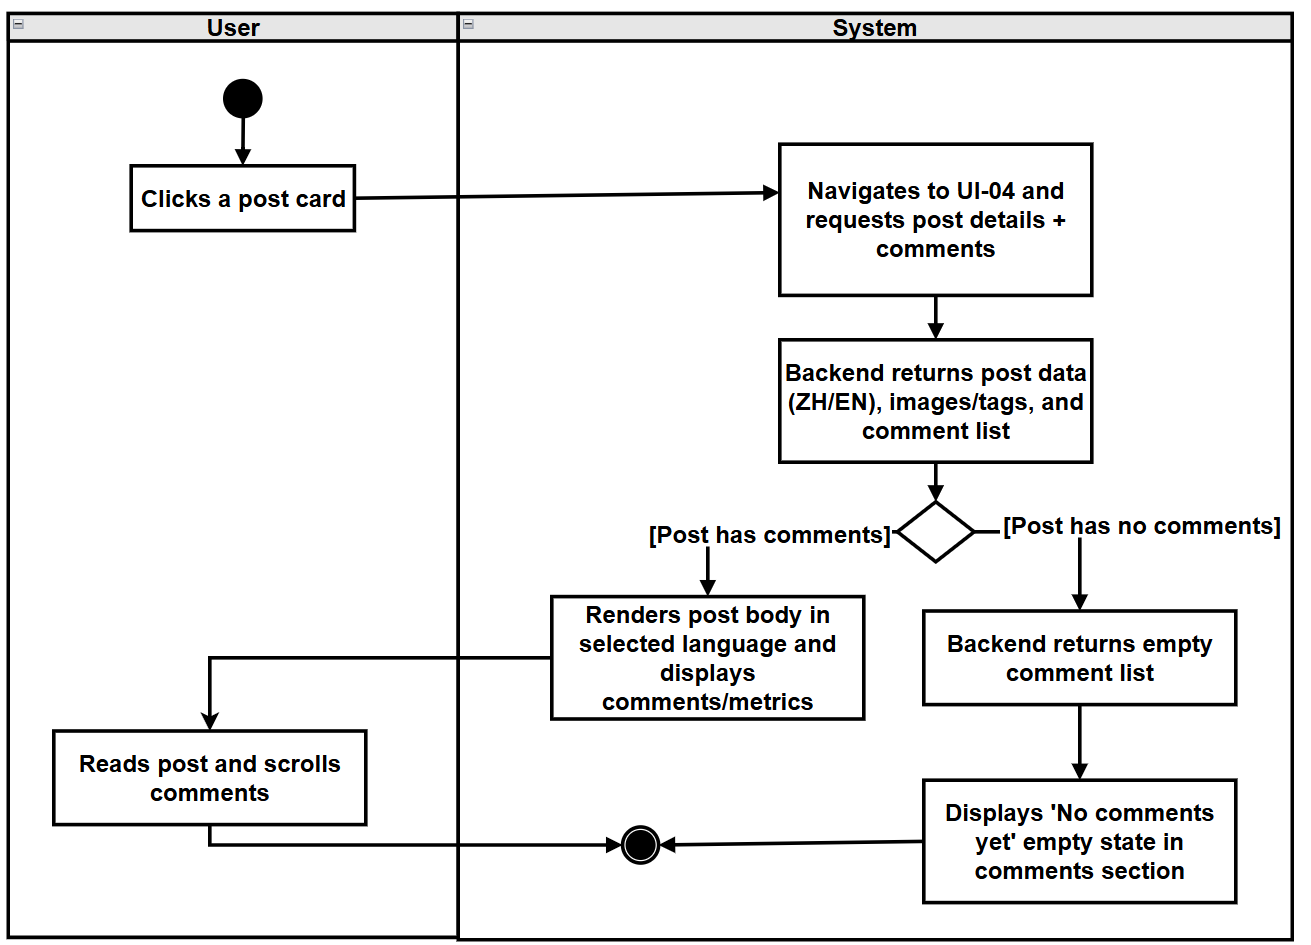 User
System
Clicks a post card
Navigates to UI-04 and
requests post details +
comments
Backend returns post data
(ZH/EN), images/tags, and
comment list
[Post has comments]
[Post has no comments]
Renders post body in
selected language and
displays
comments/metrics
Backend returns empty
comment list
Reads post and scrolls
comments
Displays 'No comments
yet' empty state in
comments section